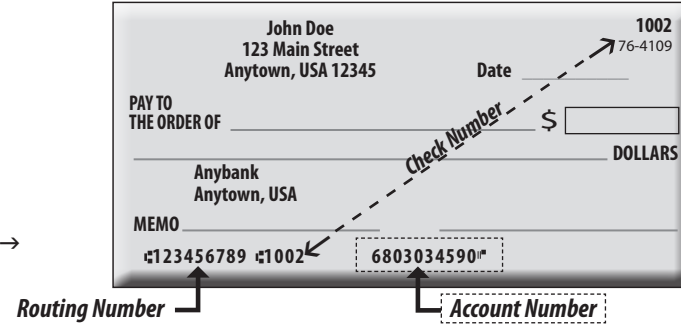 John Doe
1002
123 Main Street
76-4109
Anytown, USA 12345
Date
PAY TO
THE ORDER OF
$
Check Number
DOLLARS
Anybank
Anytown, USA
MEMO
⑆123456789 ⑆1002
6803034590⑈
Routing Number
Account Number